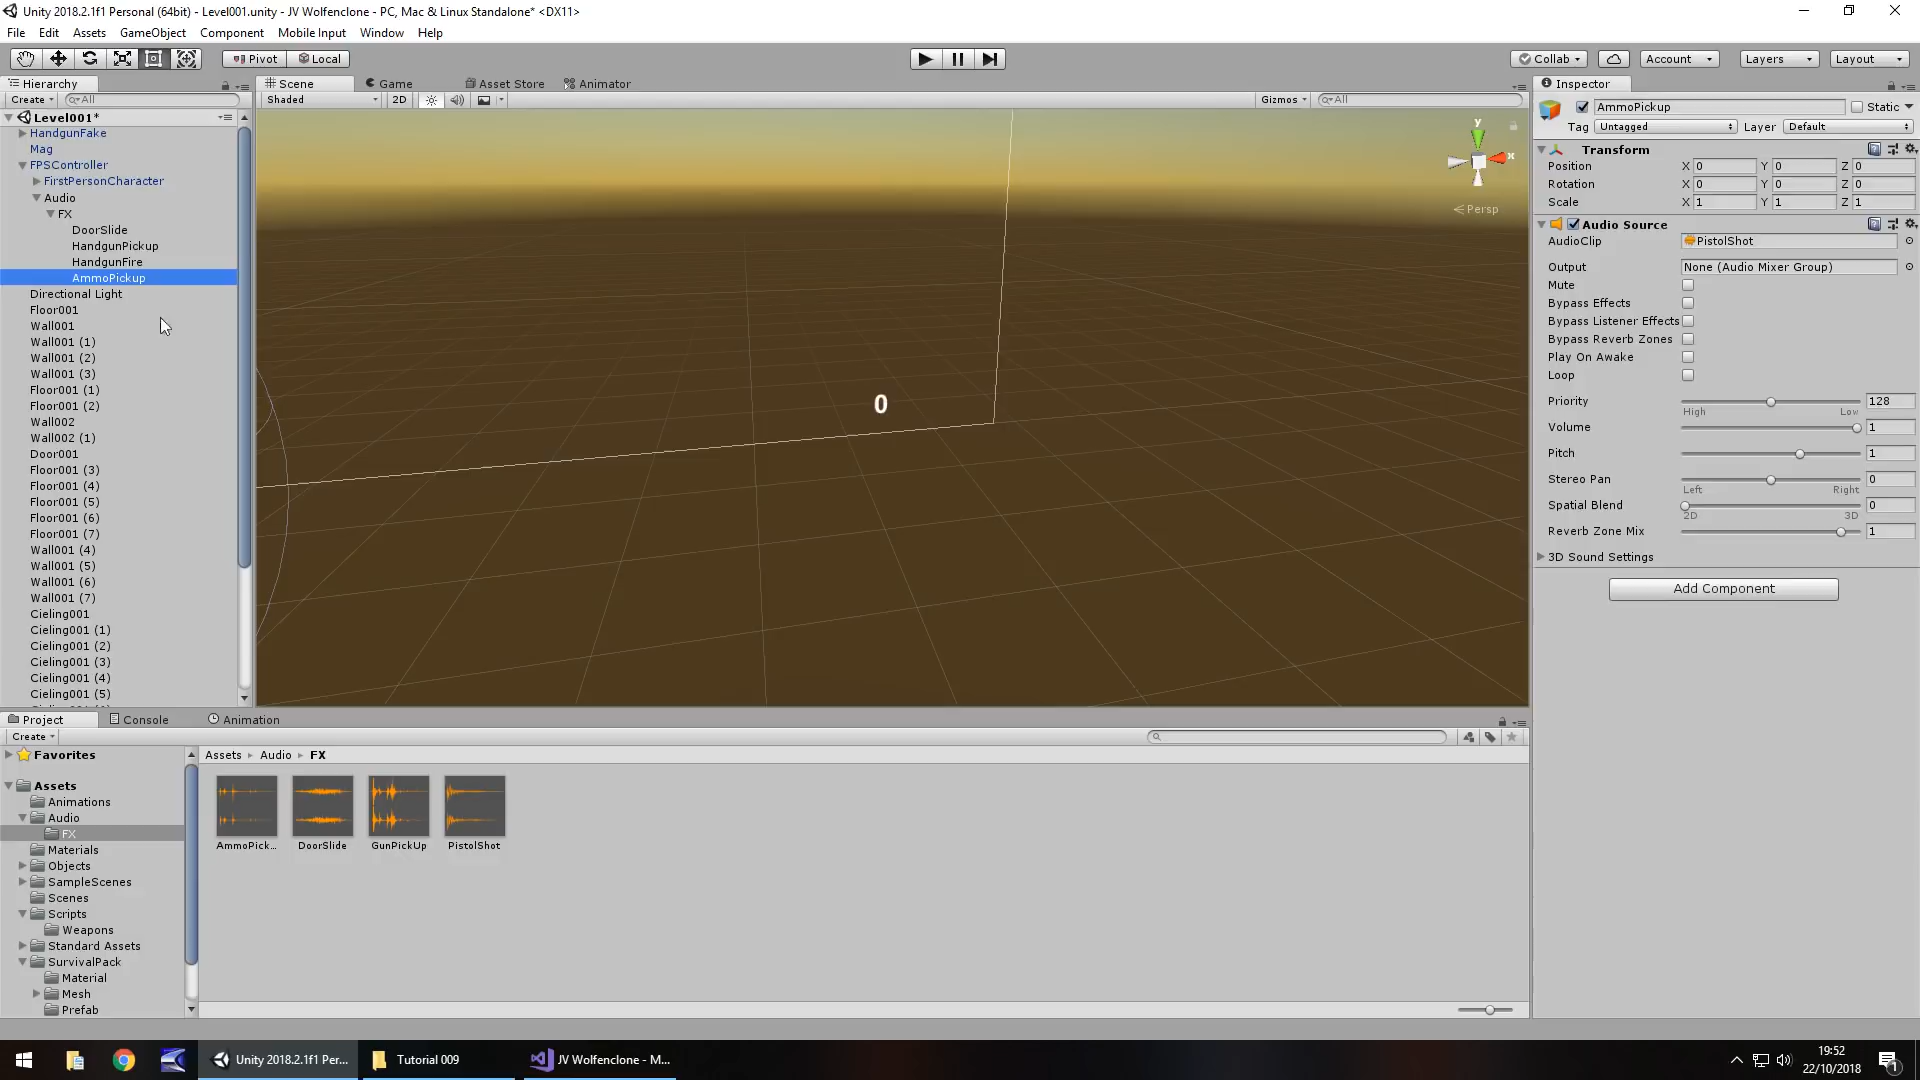 Unity 2018.2.1f1 Personal (64bit) - Level001.unity - JV Wolfenclone - PC, Mac & Linux Standalone* <DX11>
File Edit Assets GameObject Component Mobile Input Window Help
Pivot Local Collab Account Layers Layout
Hierarchy Scene Game Asset Store Animator Inspector
Create All Shaded 2D Gizmos All
Level001*
HandgunFake
Mag
FPSController
FirstPersonCharacter
Audio
FX
DoorSlide
HandgunPickup
HandgunFire
AmmoPickup
Directional Light
Floor001
Wall001
Wall001 (1)
Wall001 (2)
Wall001 (3)
Floor001 (1)
Floor001 (2)
Wall002
Wall002 (1)
Door001
Floor001 (3)
Floor001 (4)
Floor001 (5)
Floor001 (6)
Floor001 (7)
Wall001 (4)
Wall001 (5)
Wall001 (6)
Wall001 (7)
Cieling001
Cieling001 (1)
Cieling001 (2)
Cieling001 (3)
Cieling001 (4)
Cieling001 (5)
y
x
Persp
0
AmmoPickup Static
Tag Untagged Layer Default
Transform
Position X 0 Y 0 Z 0
Rotation X 0 Y 0 Z 0
Scale X 1 Y 1 Z 1
Audio Source
AudioClip PistolShot
Output None (Audio Mixer Group)
Mute
Bypass Effects
Bypass Listener Effects
Bypass Reverb Zones
Play On Awake
Loop
Priority 128
High Low
Volume 1
Pitch 1
Stereo Pan 0
Left Right
Spatial Blend 0
2D 3D
Reverb Zone Mix 1
3D Sound Settings
Add Component
Project Console Animation
Create
Favorites
Assets
Animations
Audio
FX
Materials
Objects
SampleScenes
Scenes
Scripts
Weapons
Standard Assets
SurvivalPack
Material
Mesh
Prefab
Assets Audio FX
AmmoPick... DoorSlide GunPickUp PistolShot
Unity 2018.2.1f1 Per... Tutorial 009 JV Wolfenclone - M...
19:52
22/10/2018
1